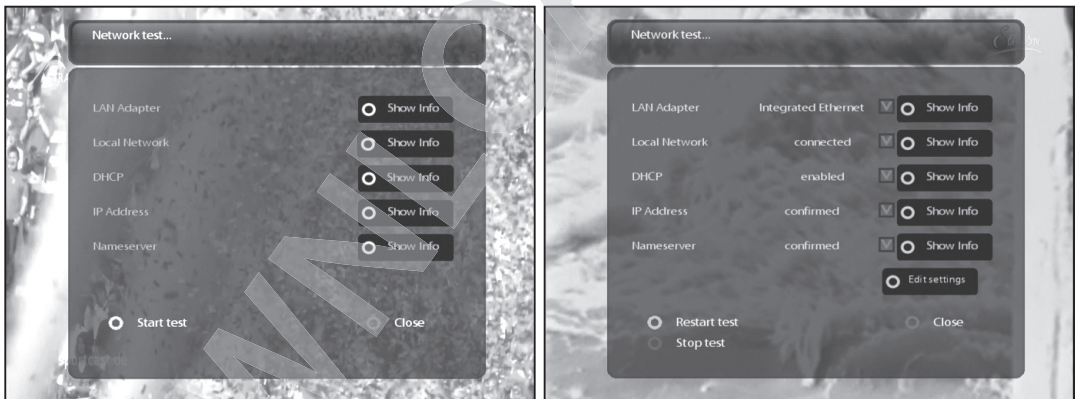 Network test...
LAN Adapter Show Info
Local Network Show Info
DHCP Show Info
IP Address Show Info
Nameserver Show Info
Start test Close
Network test...
LAN Adapter Integrated Ethernet Show Info
Local Network connected Show Info
DHCP enabled Show Info
IP Address confirmed Show Info
Nameserver confirmed Show Info
Edit settings
Restart test Close
Stop test